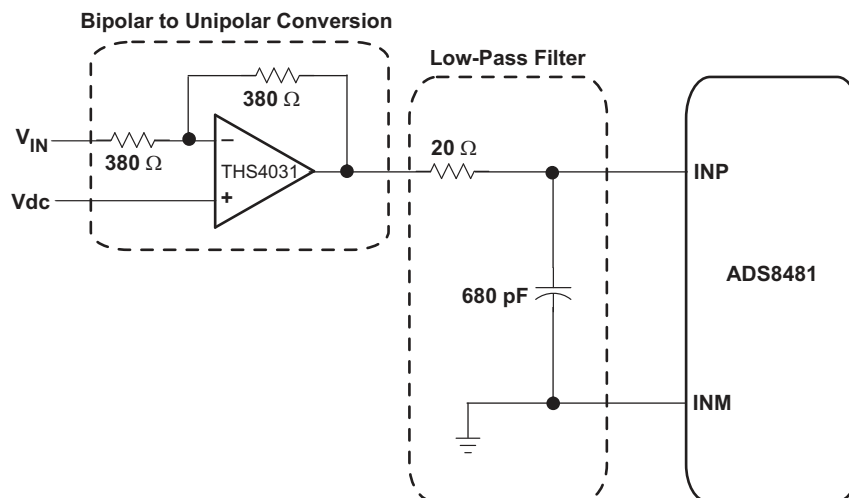 Bipolar to Unipolar Conversion
Low-Pass Filter
380 Ω
V_IN
380 Ω
−
THS4031
+
Vdc
20 Ω
INP
680 pF
ADS8481
INM